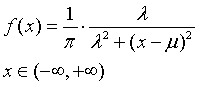 f(x) = 1/π · λ/(λ² + (x − μ)²)
x ∈ (−∞, +∞)